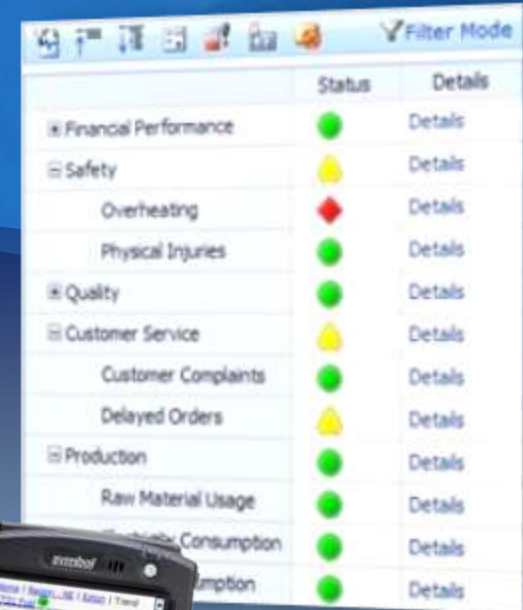 Filter Mode
Status Details
Financial Performance Details
Safety Details
Overheating Details
Physical Injuries Details
Quality Details
Customer Service Details
Customer Complaints Details
Delayed Orders Details
Production Details
Raw Material Usage Details
Consumption Details
Details
symbol